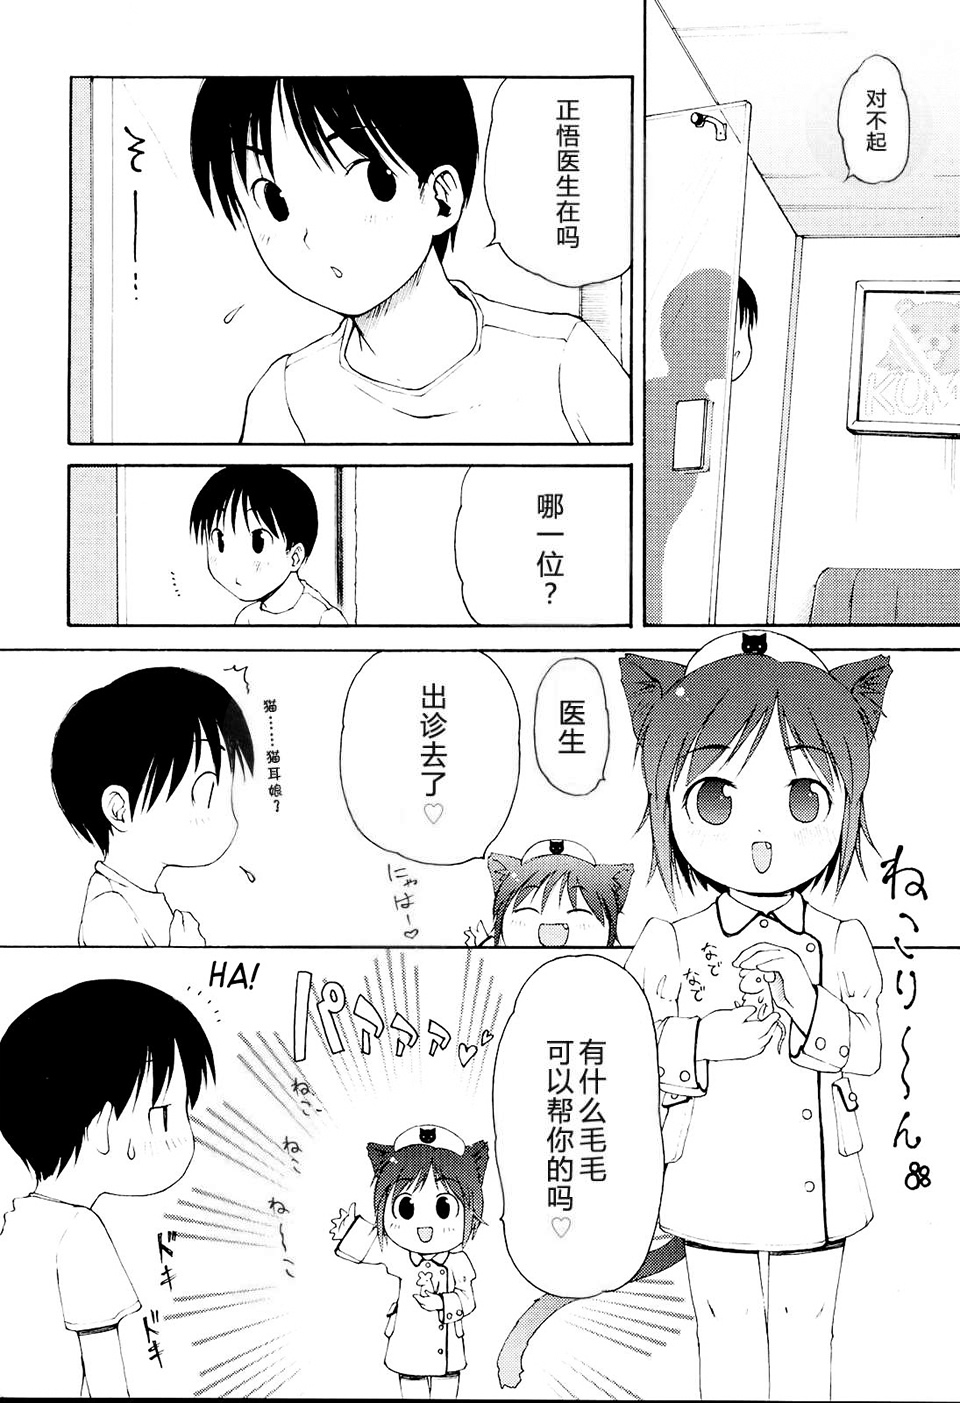 对不起
KUM
正悟医生在吗
哪一位？
医生
出诊去了♡
猫……猫耳娘？
にゃはー♡
ねこり〜〜ん
なで
なで
有什么毛毛
可以帮你的吗♡
パァァァ♡♡
HA!
ねこ
ねこ
ね〜こ
ドキ
ドキ